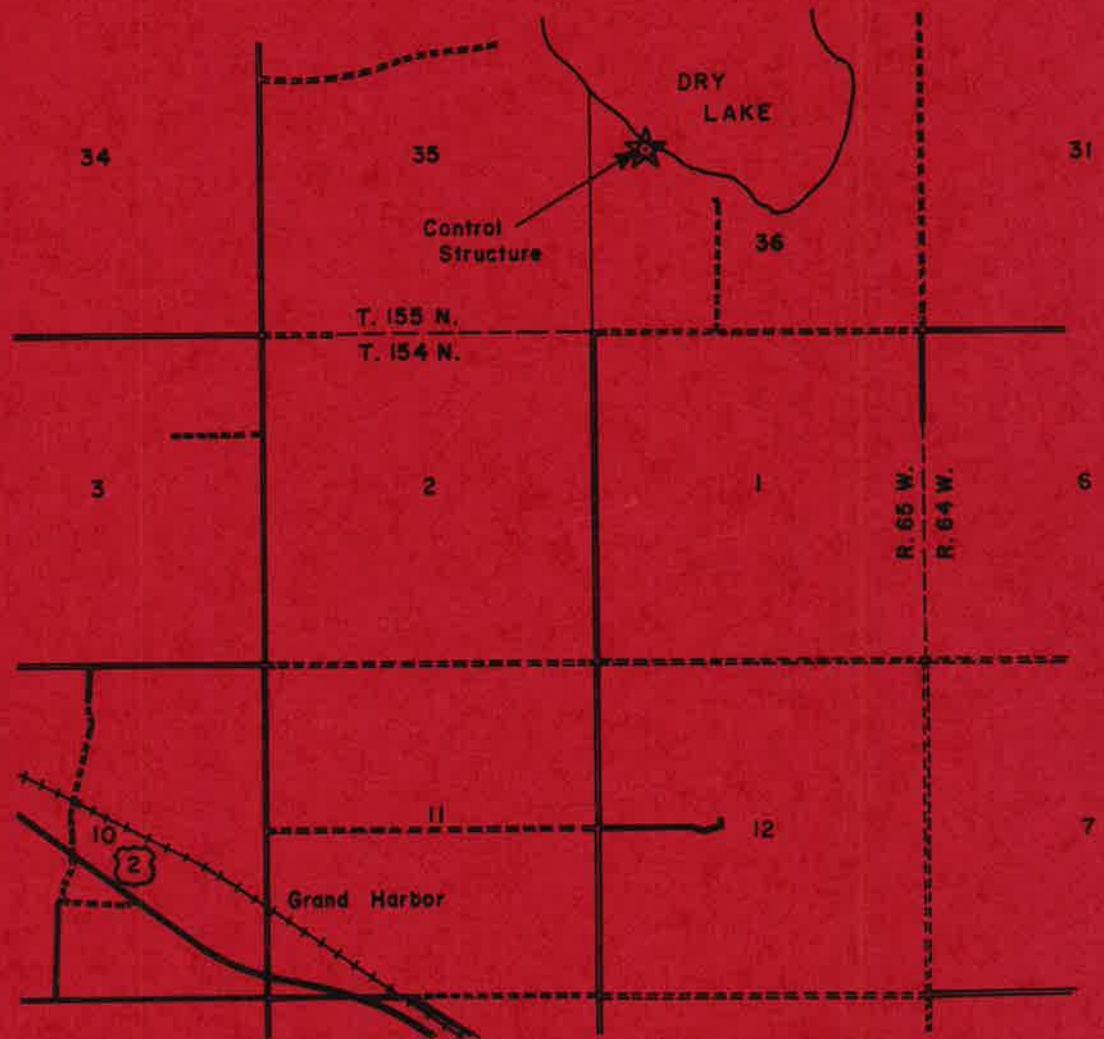 DRY
LAKE
34
35
31
Control
Structure
36
T. 155 N.
T. 154 N.
3
2
1
R. 65 W.
R. 64 W.
6
10
2
11
12
7
Grand Harbor